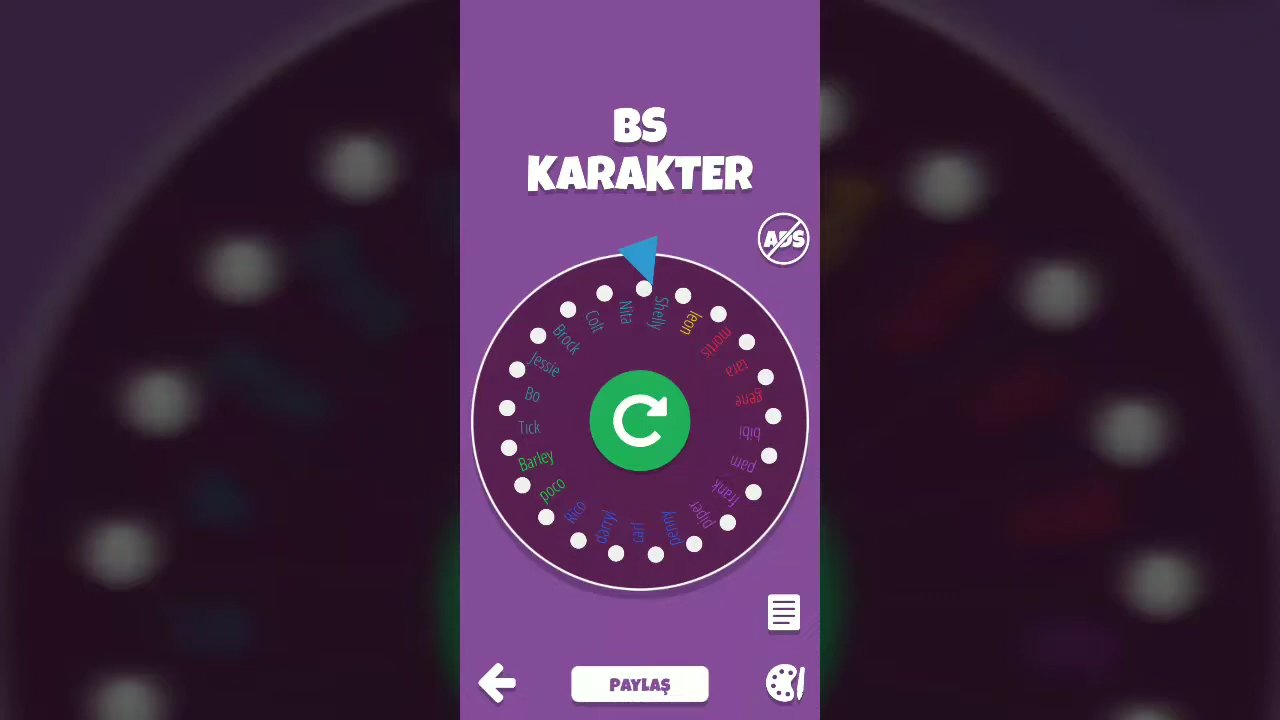 BS
KARAKTER
ADS
Shelly
leon
mortis
tara
gene
bibi
pam
frank
piper
penny
carl
darryl
Rico
poco
Barley
Tick
Bo
Jessie
Brock
Colt
Nita
PAYLAŞ